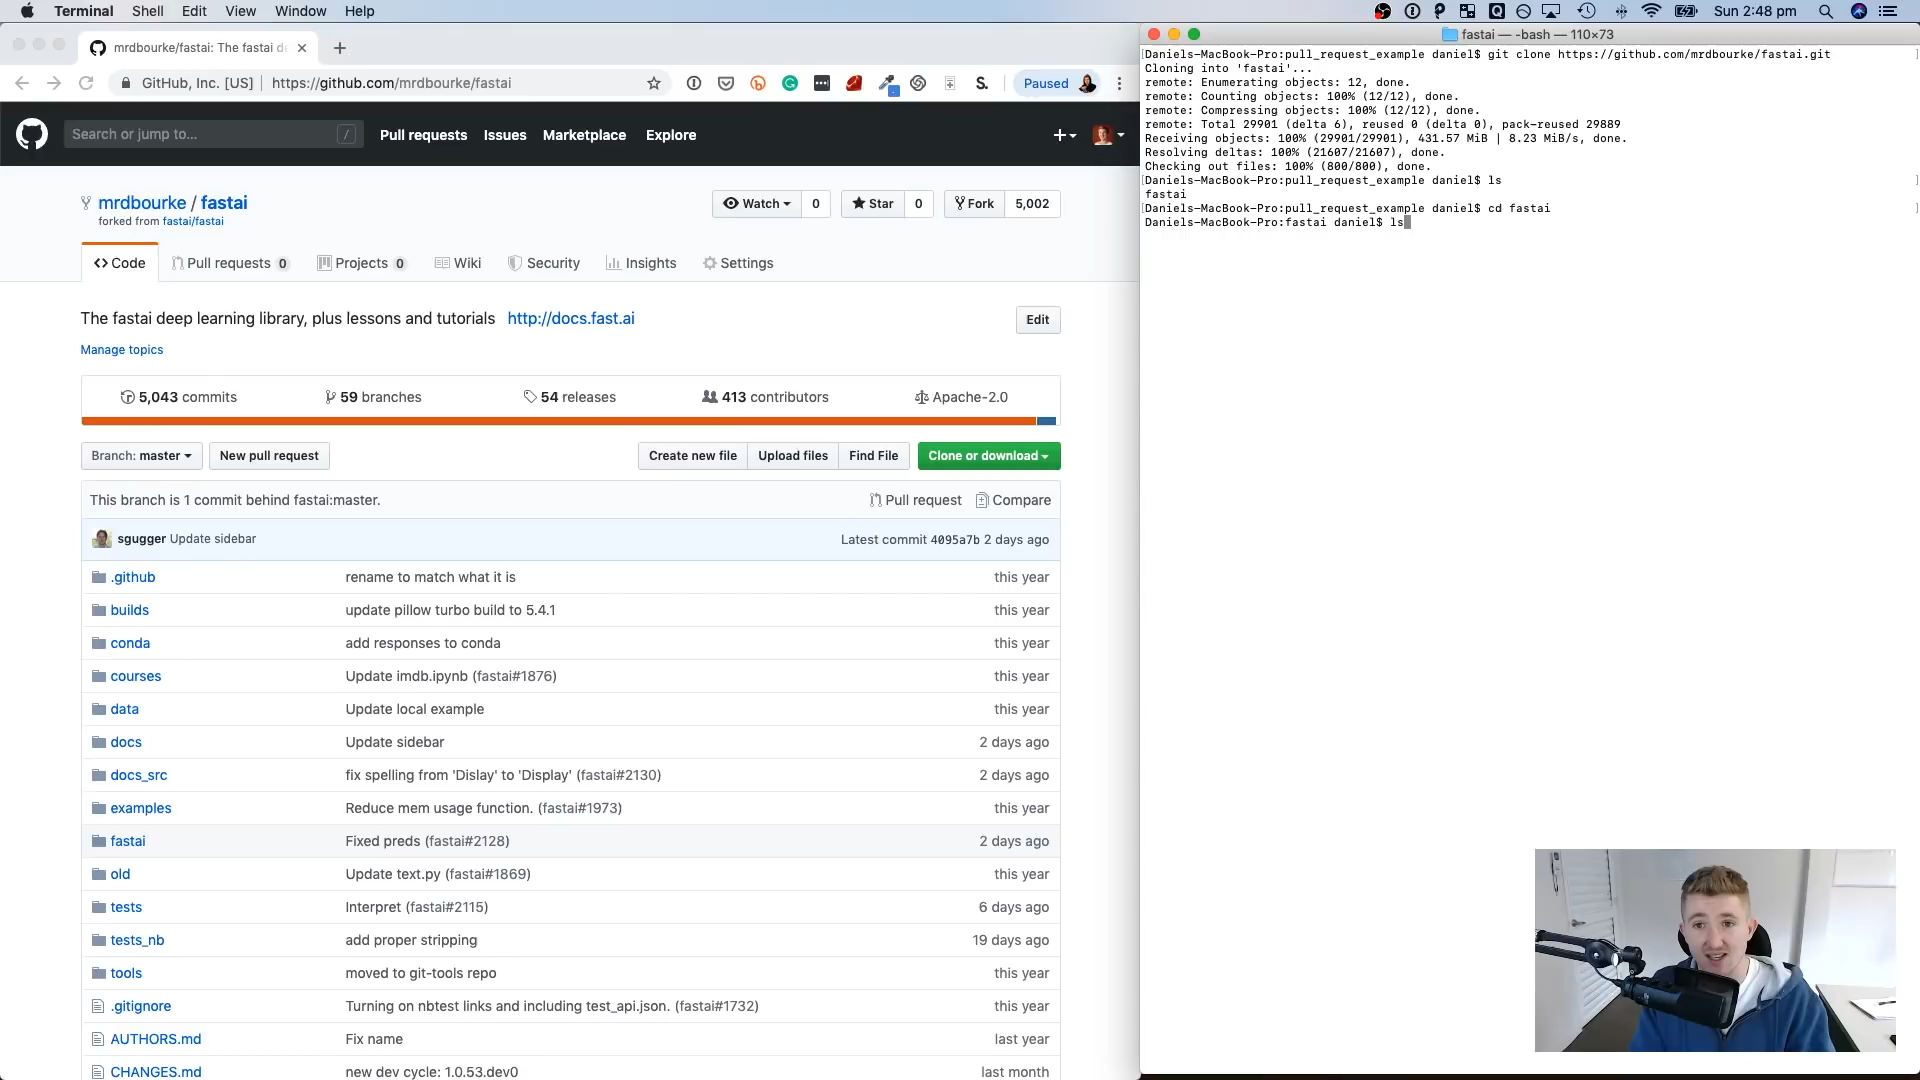 Terminal Shell Edit View Window Help
Sun 2:48 pm
mrdbourke/fastai: The fastai de
GitHub, Inc. [US] https://github.com/mrdbourke/fastai
Paused
Search or jump to... /
Pull requests Issues Marketplace Explore
mrdbourke / fastai
forked from fastai/fastai
Watch 0
Star 0
Fork 5,002
Code
Pull requests 0
Projects 0
Wiki
Security
Insights
Settings
The fastai deep learning library, plus lessons and tutorials http://docs.fast.ai
Edit
Manage topics
5,043 commits
59 branches
54 releases
413 contributors
Apache-2.0
Branch: master
New pull request
Create new file
Upload files
Find File
Clone or download
This branch is 1 commit behind fastai:master.
Pull request
Compare
sgugger Update sidebar
Latest commit 4095a7b 2 days ago
.github rename to match what it is this year
builds update pillow turbo build to 5.4.1 this year
conda add responses to conda this year
courses Update imdb.ipynb (fastai#1876) this year
data Update local example this year
docs Update sidebar 2 days ago
docs_src fix spelling from 'Dislay' to 'Display' (fastai#2130) 2 days ago
examples Reduce mem usage function. (fastai#1973) this year
fastai Fixed preds (fastai#2128) 2 days ago
old Update text.py (fastai#1869) this year
tests Interpret (fastai#2115) 6 days ago
tests_nb add proper stripping 19 days ago
tools moved to git-tools repo this year
.gitignore Turning on nbtest links and including test_api.json. (fastai#1732) this year
AUTHORS.md Fix name last year
CHANGES.md new dev cycle: 1.0.53.dev0 last month
fastai — -bash — 110×73
[Daniels-MacBook-Pro:pull_request_example daniel$ git clone https://github.com/mrdbourke/fastai.git ]
Cloning into 'fastai'...
remote: Enumerating objects: 12, done.
remote: Counting objects: 100% (12/12), done.
remote: Compressing objects: 100% (12/12), done.
remote: Total 29901 (delta 6), reused 0 (delta 0), pack-reused 29889
Receiving objects: 100% (29901/29901), 431.57 MiB | 8.23 MiB/s, done.
Resolving deltas: 100% (21607/21607), done.
Checking out files: 100% (800/800), done.
[Daniels-MacBook-Pro:pull_request_example daniel$ ls ]
fastai
[Daniels-MacBook-Pro:pull_request_example daniel$ cd fastai ]
Daniels-MacBook-Pro:fastai daniel$ ls